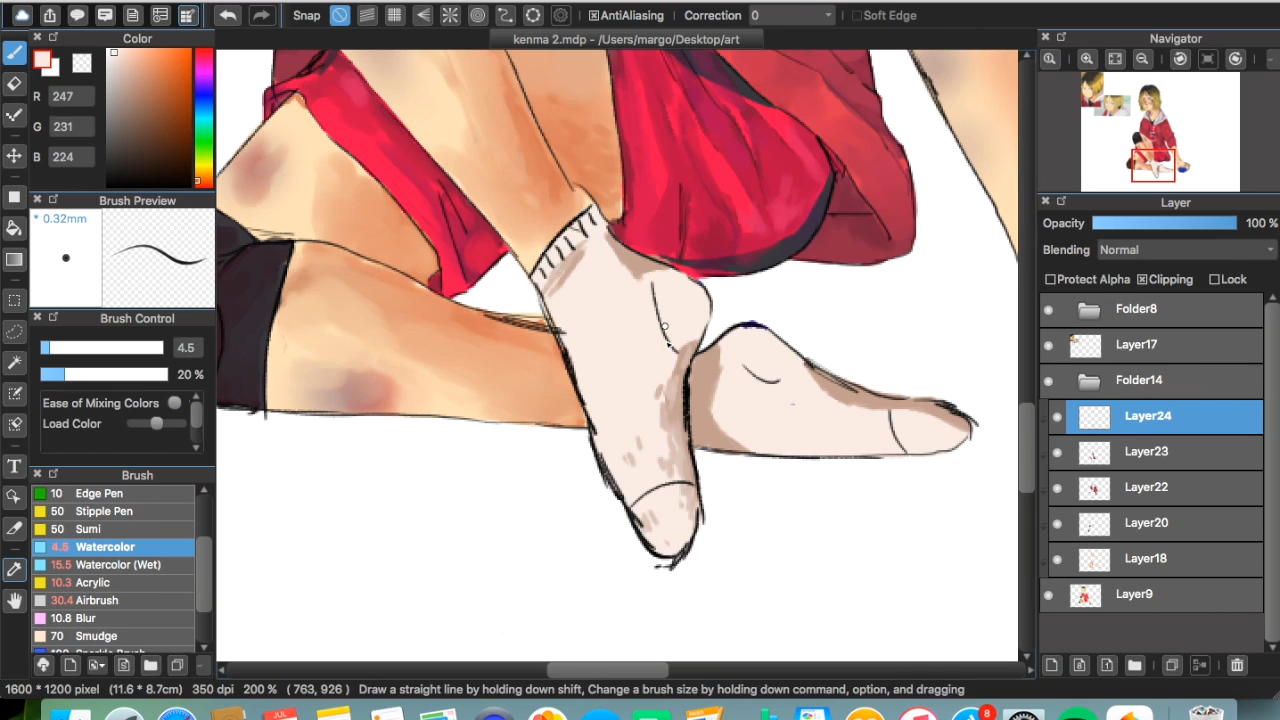 Snap
AntiAliasing
Correction
0
Soft Edge
kenma 2.mdp - /Users/margo/Desktop/art
Color
R 247
G 231
B 224
Brush Preview
* 0.32mm
Brush Control
4.5
20 %
Ease of Mixing Colors
Load Color
Brush
10 Edge Pen
50 Stipple Pen
50 Sumi
4.5 Watercolor
15.5 Watercolor (Wet)
10.3 Acrylic
30.4 Airbrush
10.8 Blur
70 Smudge
Navigator
Layer
Opacity 100 %
Blending Normal
Protect Alpha Clipping Lock
Folder8
Layer17
Folder14
Layer24
Layer23
Layer22
Layer20
Layer18
Layer9
1600 * 1200 pixel (11.6 * 8.7cm) 350 dpi 200 % ( 763, 926 ) Draw a straight line by holding down shift, Change a brush size by holding down command, option, and dragging
JUL
8